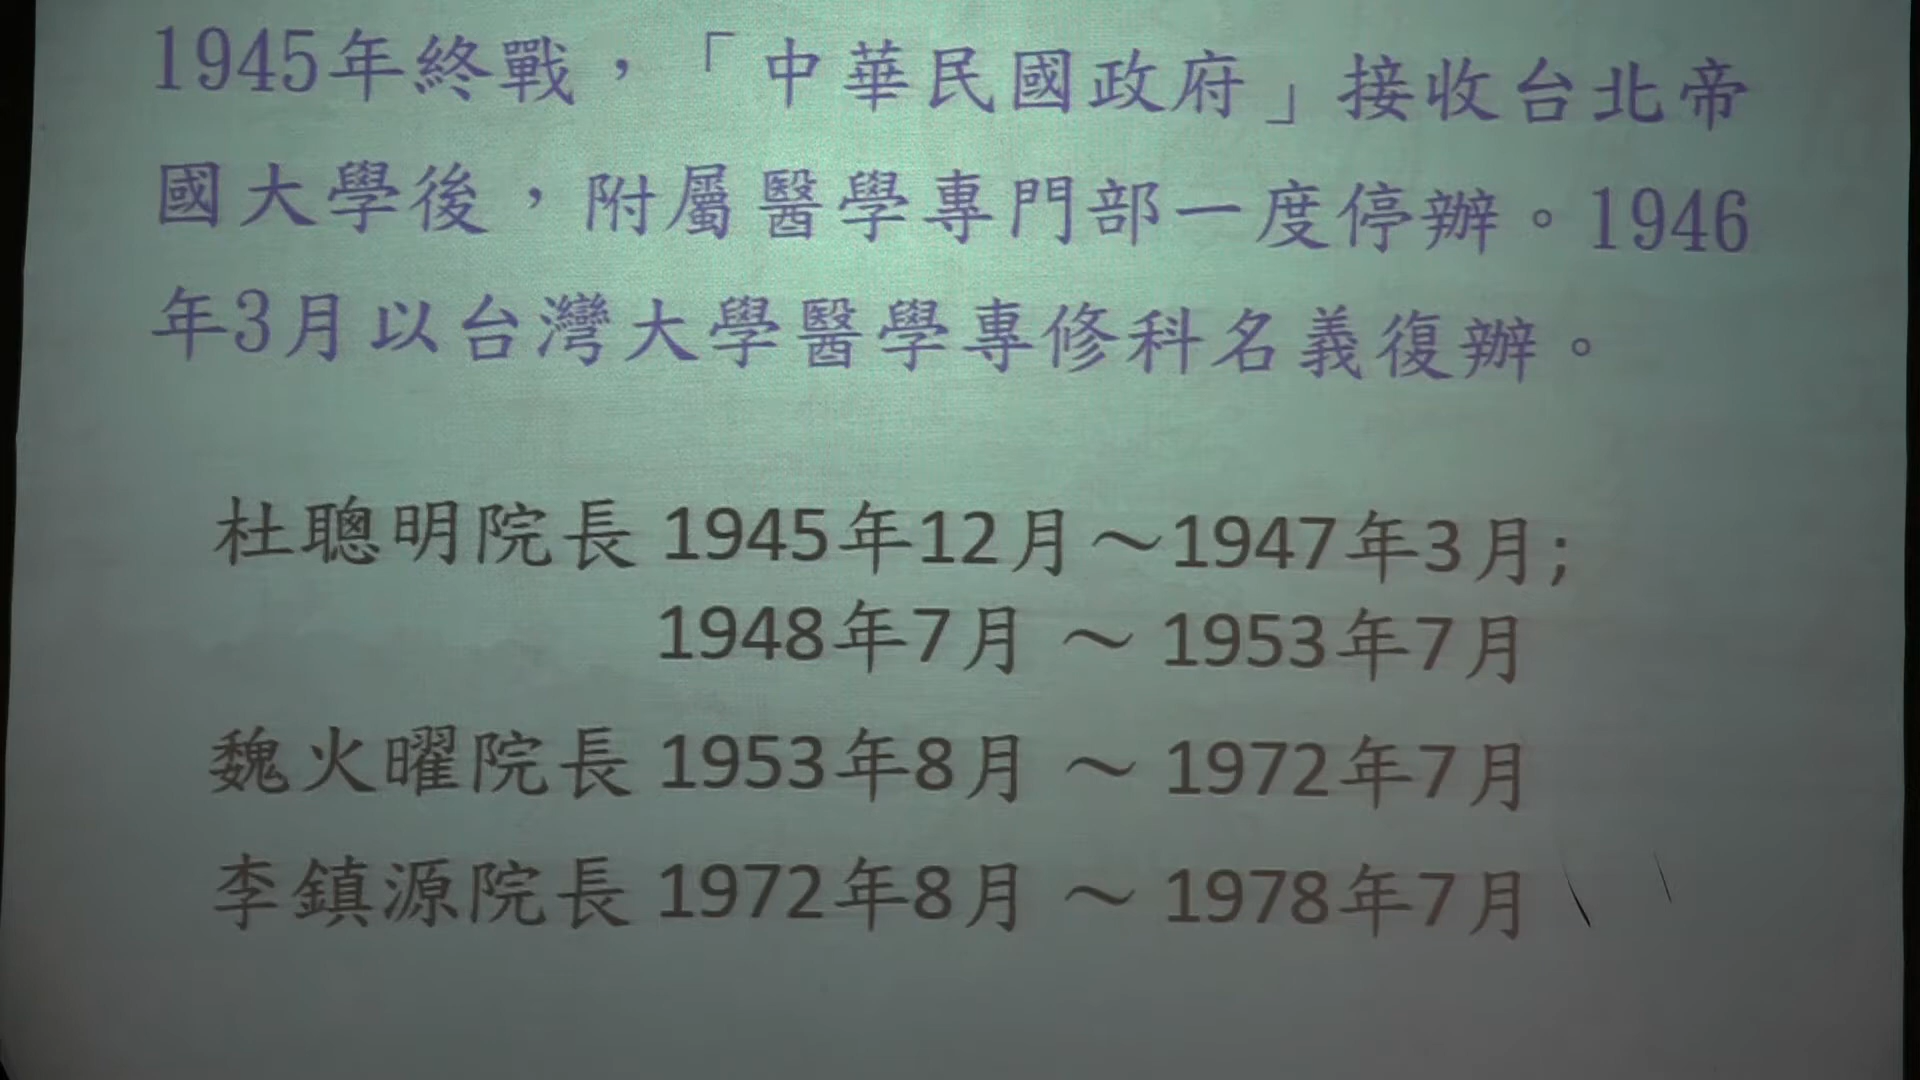 1945年終戰，「中華民國政府」接收台北帝
國大學後，附屬醫學專門部一度停辦。1946
年3月以台灣大學醫學專修科名義復辦。
杜聰明院長 1945年12月～1947年3月;
1948年7月 ～ 1953年7月
魏火曜院長 1953年8月 ～ 1972年7月
李鎮源院長 1972年8月 ～ 1978年7月